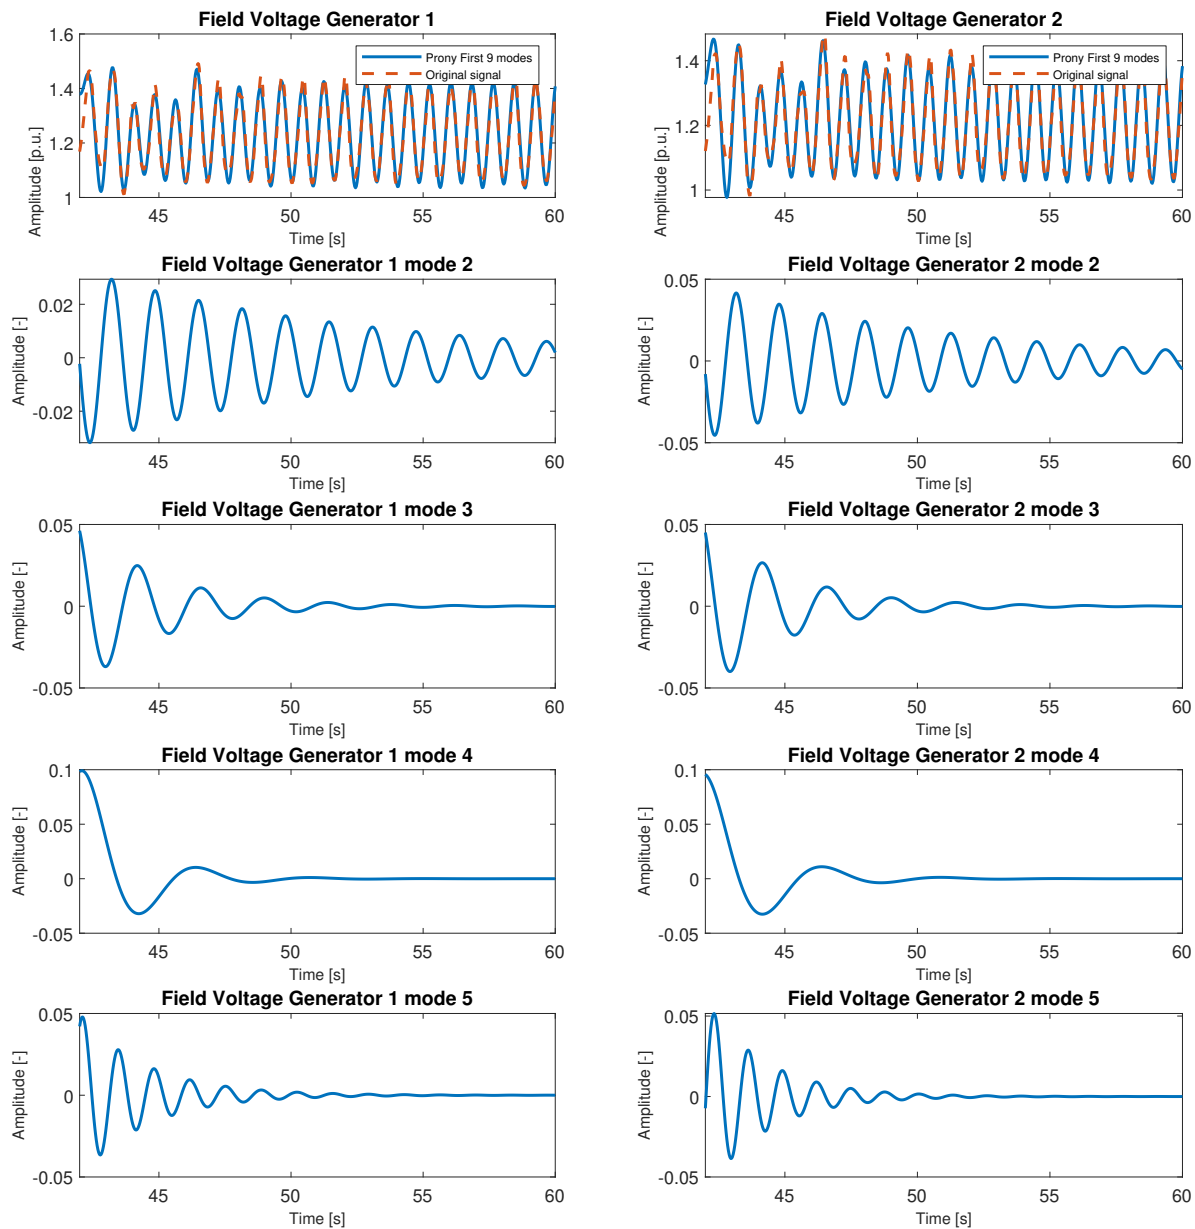 Field Voltage Generator 1
1.6
1.4
1.2
1
Amplitude [p.u.]
Prony First 9 modes
Original signal
45
50
55
60
Time [s]
Field Voltage Generator 2
1.4
1.2
1
Amplitude [p.u.]
Prony First 9 modes
Original signal
45
50
55
60
Time [s]
Field Voltage Generator 1 mode 2
0.02
0
-0.02
Amplitude [-]
45
50
55
60
Time [s]
Field Voltage Generator 2 mode 2
0.05
0
-0.05
Amplitude [-]
45
50
55
60
Time [s]
Field Voltage Generator 1 mode 3
0.05
0
-0.05
Amplitude [-]
45
50
55
60
Time [s]
Field Voltage Generator 2 mode 3
0.05
0
-0.05
Amplitude [-]
45
50
55
60
Time [s]
Field Voltage Generator 1 mode 4
0.1
0.05
0
-0.05
Amplitude [-]
45
50
55
60
Time [s]
Field Voltage Generator 2 mode 4
0.1
0.05
0
-0.05
Amplitude [-]
45
50
55
60
Time [s]
Field Voltage Generator 1 mode 5
0.05
0
-0.05
Amplitude [-]
45
50
55
60
Time [s]
Field Voltage Generator 2 mode 5
0.05
0
-0.05
Amplitude [-]
45
50
55
60
Time [s]